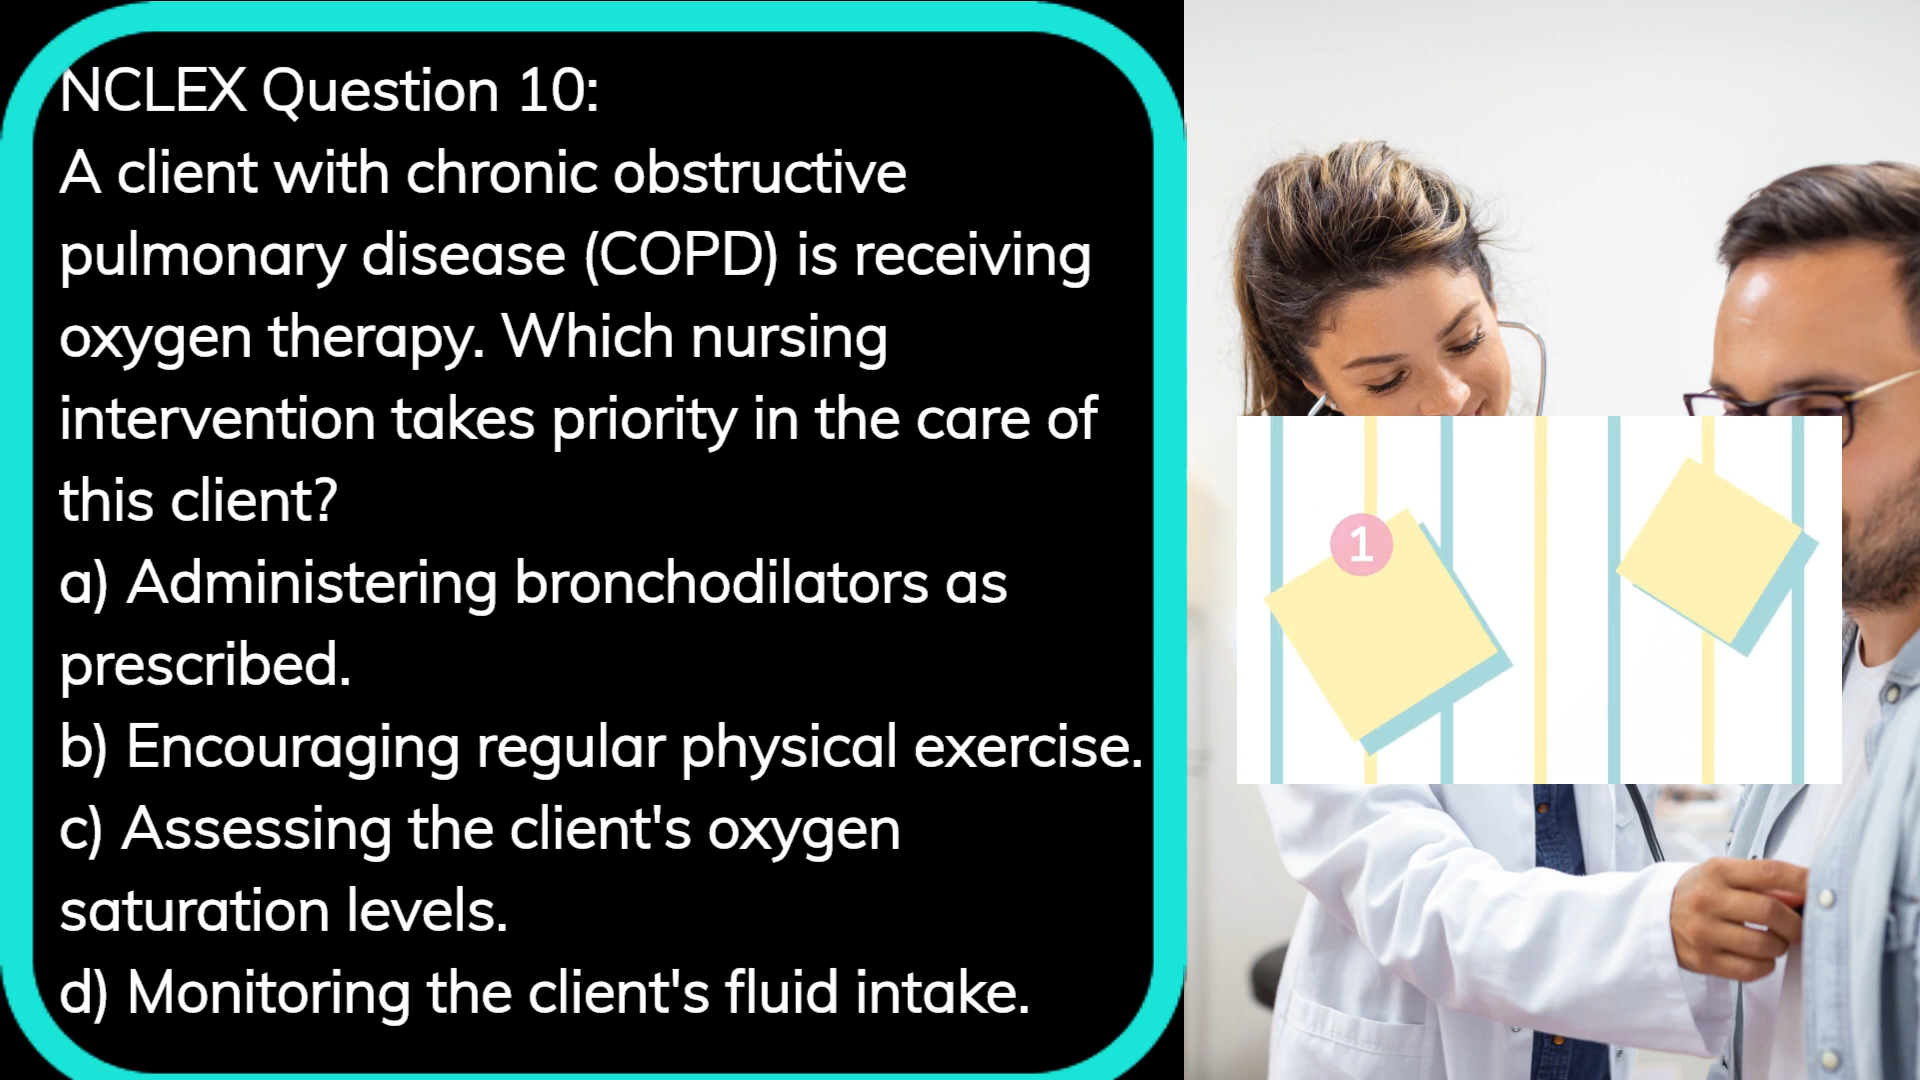 NCLEX Question 10:
A client with chronic obstructive
pulmonary disease (COPD) is receiving
oxygen therapy. Which nursing
intervention takes priority in the care of
this client?
a) Administering bronchodilators as
prescribed.
b) Encouraging regular physical exercise.
c) Assessing the client's oxygen
saturation levels.
d) Monitoring the client's fluid intake.
1